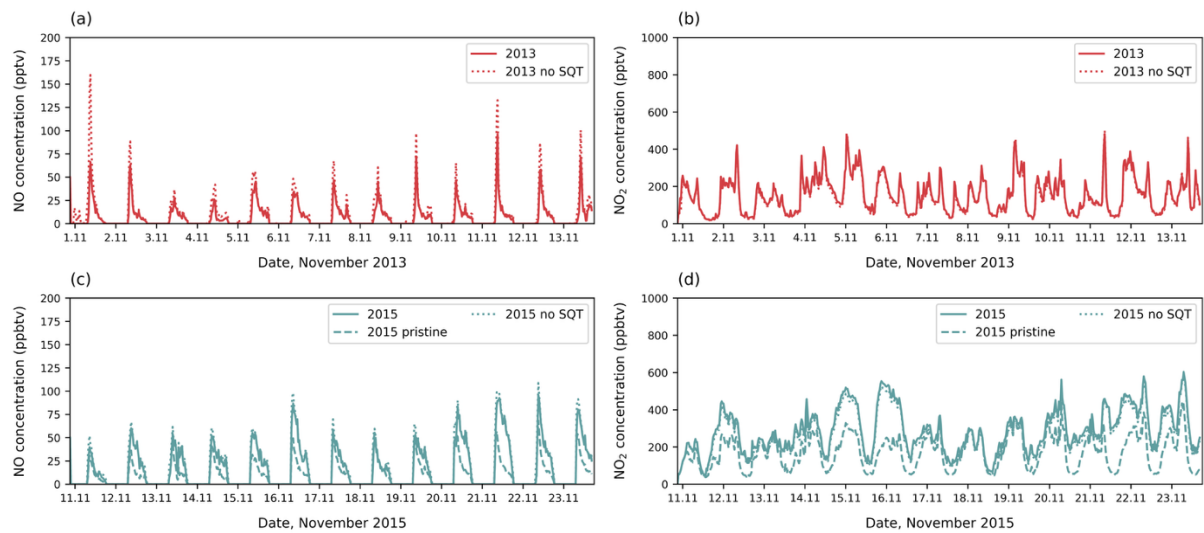 (a)
NO concentration (pptv)
200
175
150
125
100
75
50
25
0
2013
2013 no SQT
1.11 2.11 3.11 4.11 5.11 6.11 7.11 8.11 9.11 10.11 11.11 12.11 13.11
Date, November 2013
(b)
NO₂ concentration (pptv)
1000
800
600
400
200
0
2013
2013 no SQT
1.11 2.11 3.11 4.11 5.11 6.11 7.11 8.11 9.11 10.11 11.11 12.11 13.11
Date, November 2013
(c)
NO concentration (ppbtv)
200
175
150
125
100
75
50
25
0
2015 2015 no SQT
2015 pristine
11.11 12.11 13.11 14.11 15.11 16.11 17.11 18.11 19.11 20.11 21.11 22.11 23.11
Date, November 2015
(d)
NO₂ concentration (ppbtv)
1000
800
600
400
200
0
2015 2015 no SQT
2015 pristine
11.11 12.11 13.11 14.11 15.11 16.11 17.11 18.11 19.11 20.11 21.11 22.11 23.11
Date, November 2015